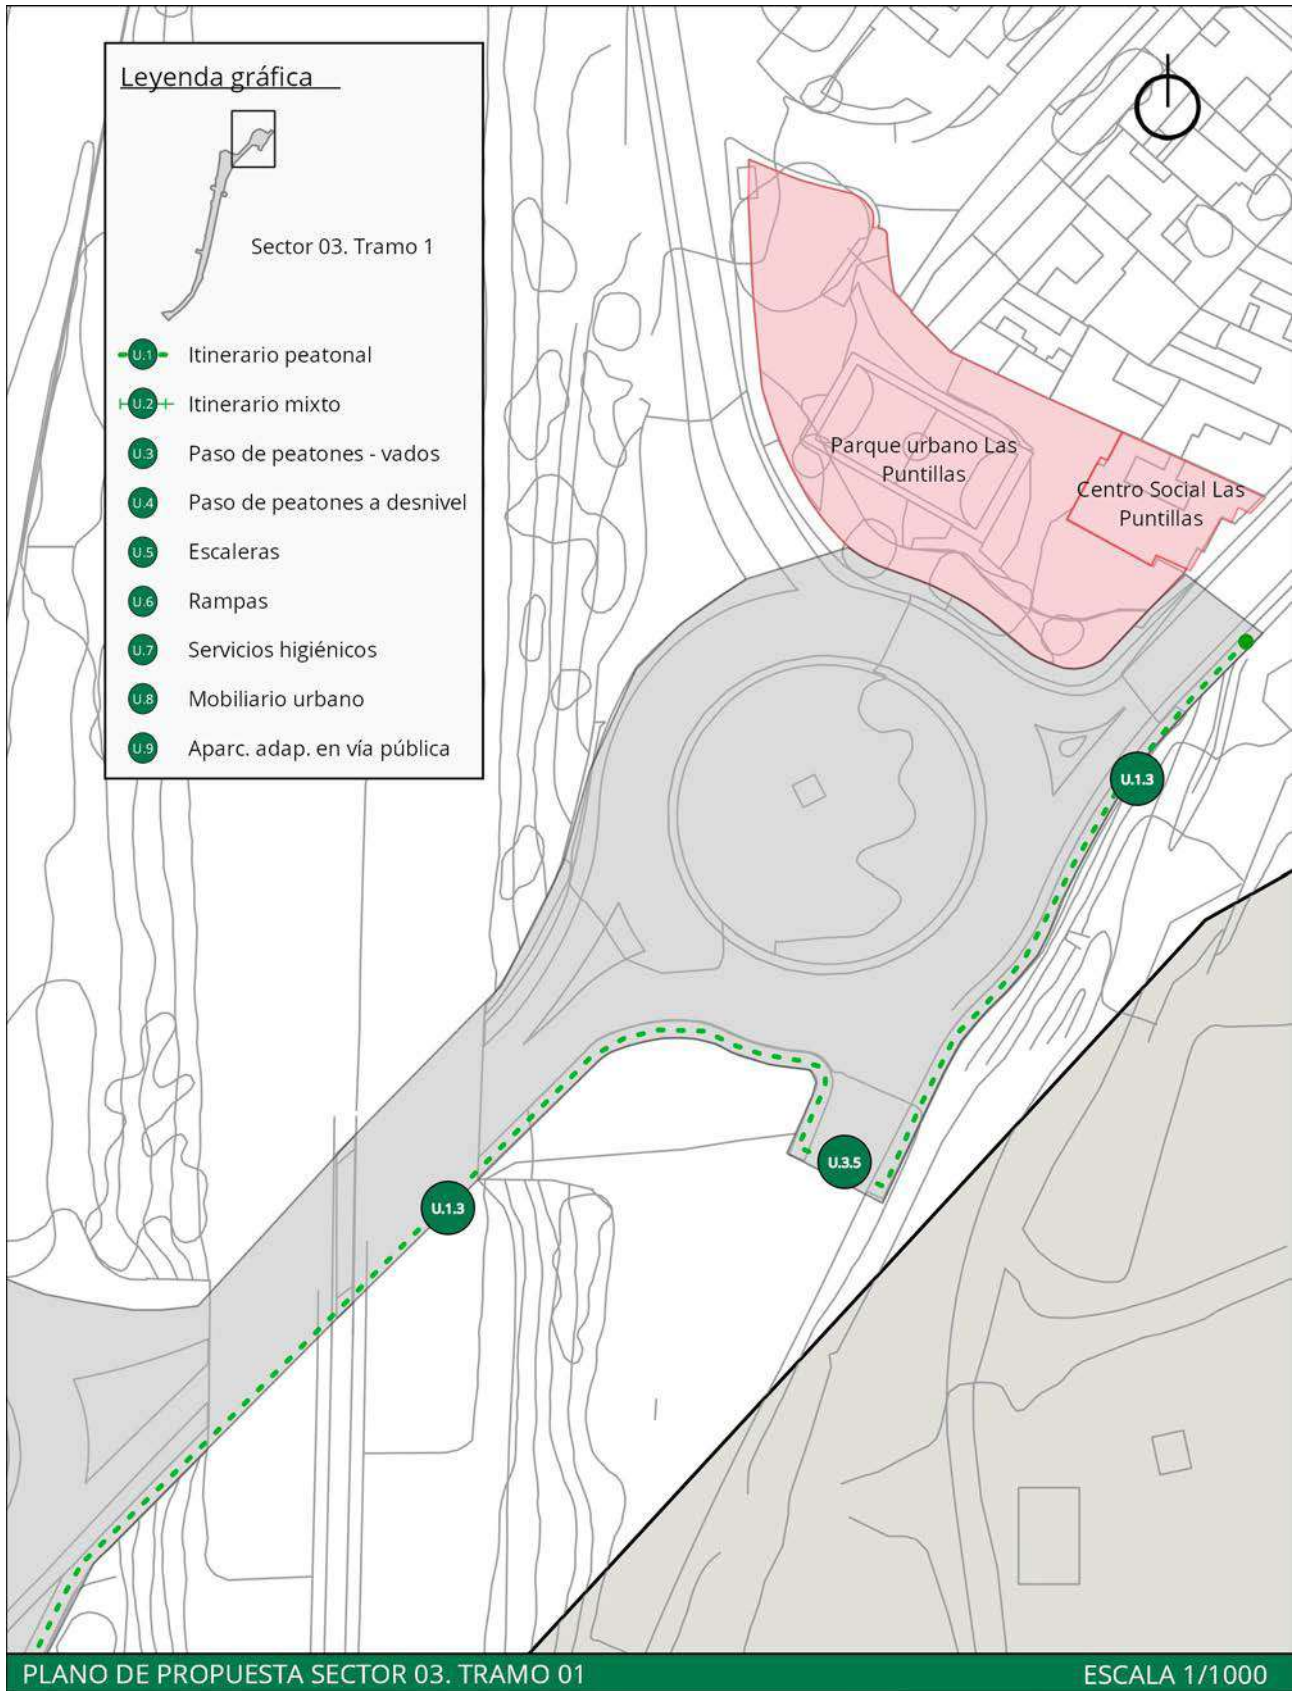 Leyenda gráfica
Sector 03. Tramo 1
U.1 Itinerario peatonal
U.2 Itinerario mixto
U.3 Paso de peatones - vados
U.4 Paso de peatones a desnivel
U.5 Escaleras
U.6 Rampas
U.7 Servicios higiénicos
U.8 Mobiliario urbano
U.9 Aparc. adap. en vía pública
Parque urbano Las
Puntillas
Centro Social Las
Puntillas
U.1.3
U.3.5
U.1.3
PLANO DE PROPUESTA SECTOR 03. TRAMO 01
ESCALA 1/1000